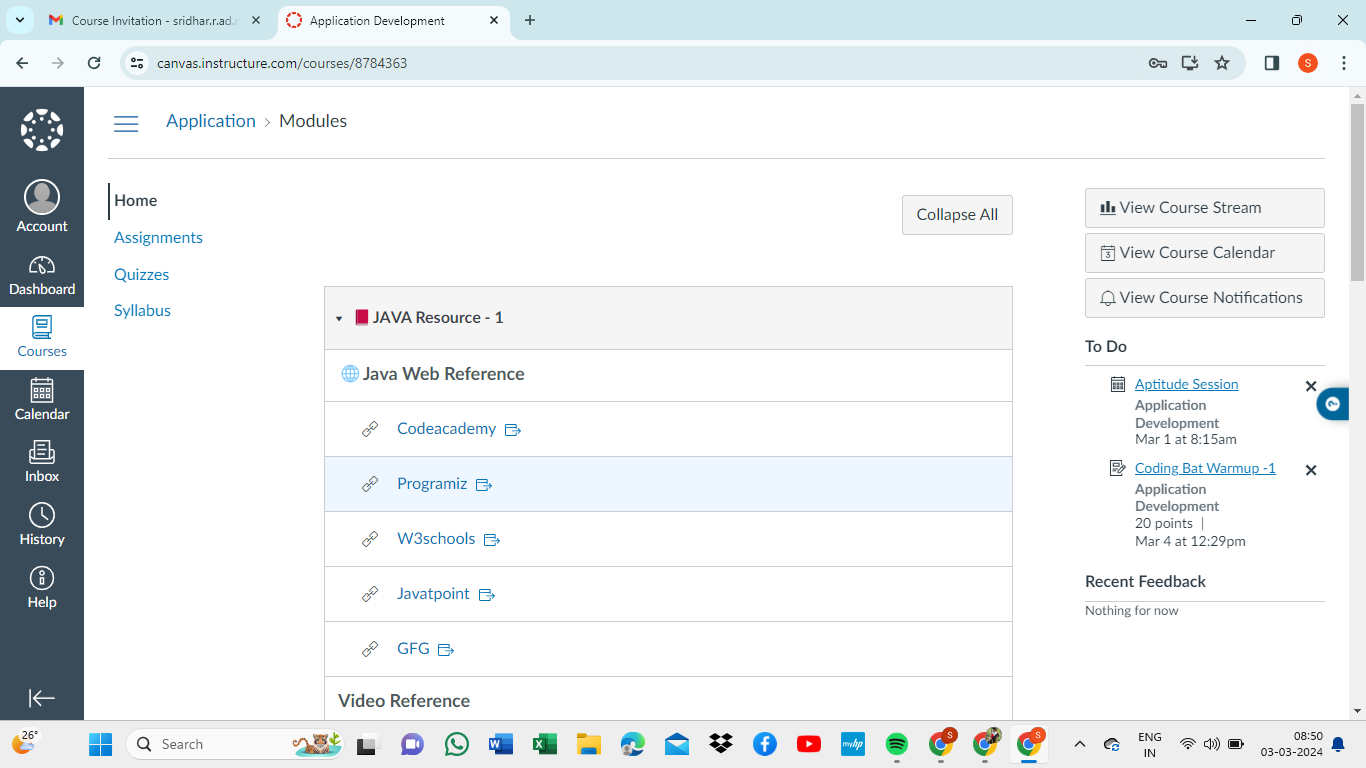 Course Invitation - sridhar.r.ad.
Application Development
canvas.instructure.com/courses/8784363
S
Application > Modules
Account
Dashboard
Courses
Calendar
Inbox
History
Help
Home
Assignments
Quizzes
Syllabus
Collapse All
JAVA Resource - 1
Java Web Reference
Codeacademy
Programiz
W3schools
Javatpoint
GFG
Video Reference
View Course Stream
3 View Course Calendar
View Course Notifications
To Do
Aptitude Session
Application
Development
Mar 1 at 8:15am
Coding Bat Warmup -1
Application
Development
20 points |
Mar 4 at 12:29pm
Recent Feedback
Nothing for now
26°
Search
myhp
S
S
ENG
IN
08:50
03-03-2024